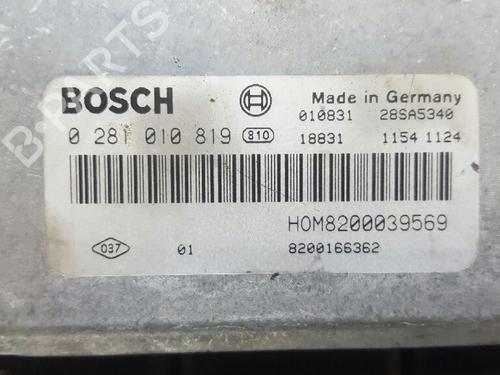 B-PARTS
BOSCH
Made in Germany
010831 28SA5340
0 281 010 819 810
18831 1154 1124
HOM8200039569
037 01 8200166362